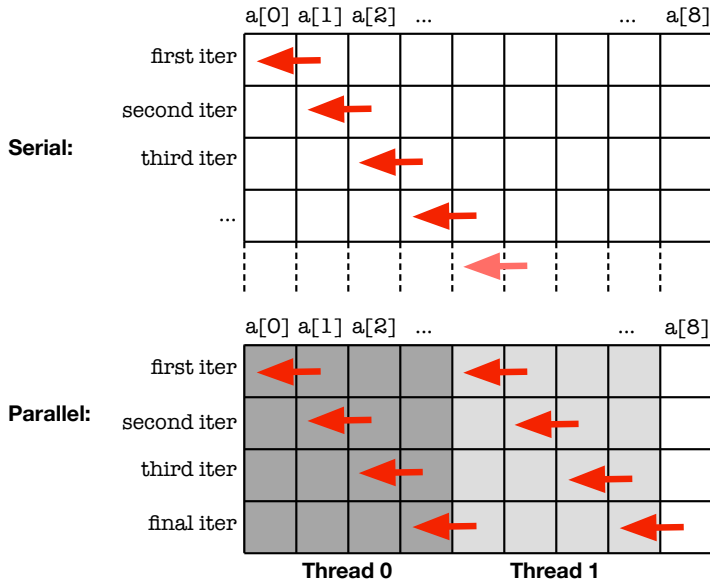 a[0] a[1] a[2] ... ... a[8]
first iter
second iter
Serial:
third iter
...
a[0] a[1] a[2] ... ... a[8]
first iter
Parallel:
second iter
third iter
final iter
Thread 0 Thread 1